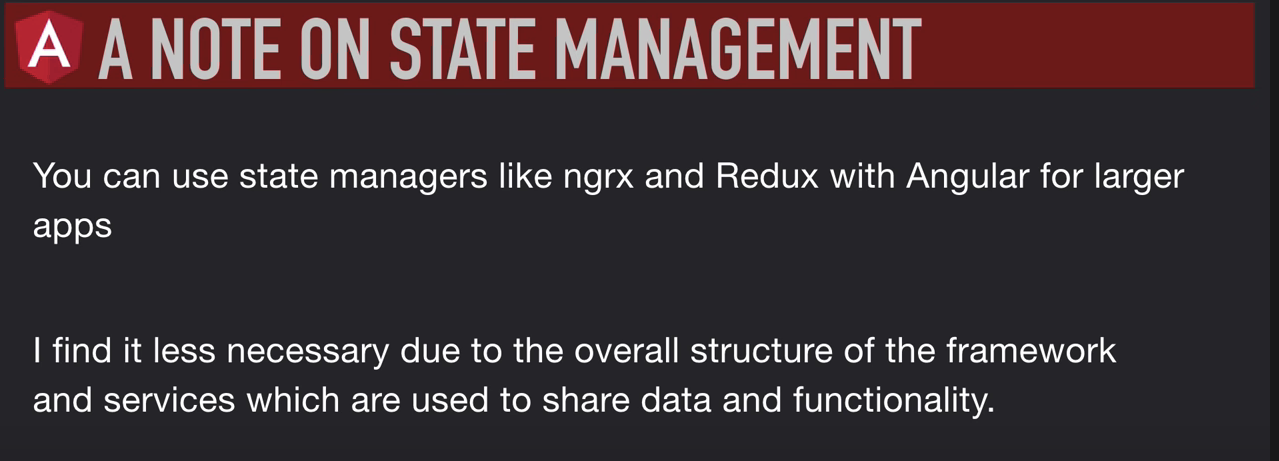 A NOTE ON STATE MANAGEMENT
You can use state managers like ngrx and Redux with Angular for larger
apps
I find it less necessary due to the overall structure of the framework
and services which are used to share data and functionality.